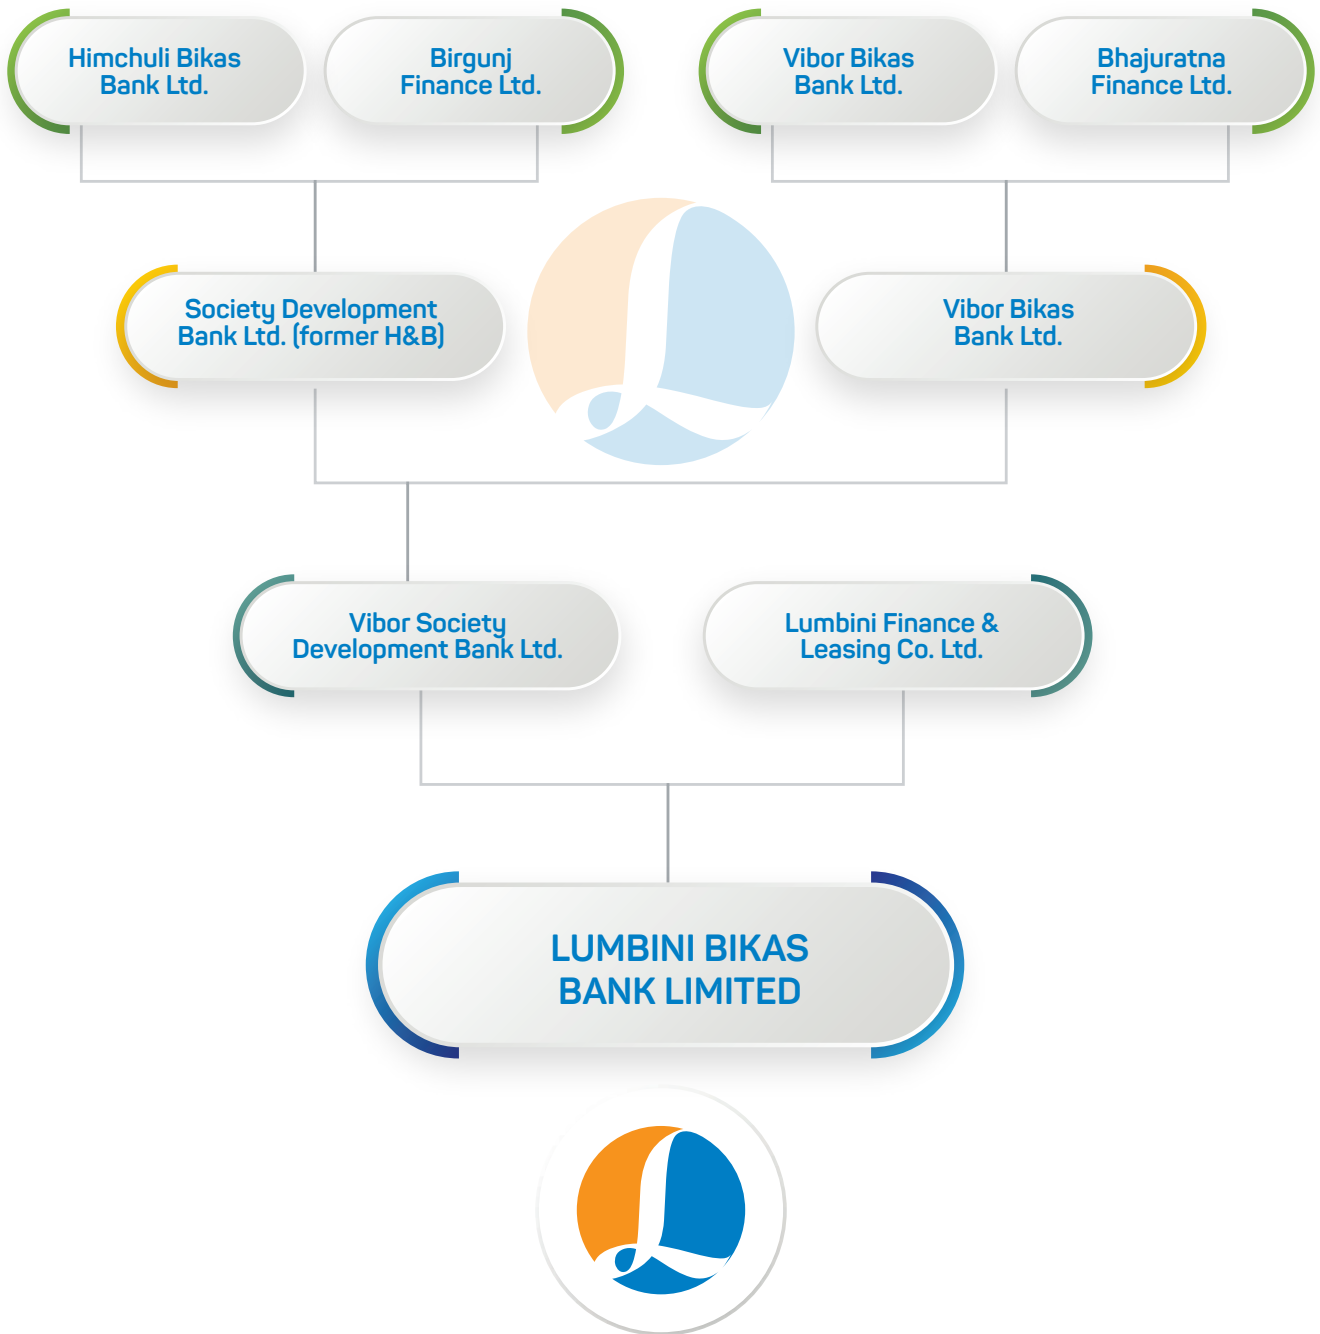 Himchuli Bikas
Bank Ltd.
Birgunj
Finance Ltd.
Vibor Bikas
Bank Ltd.
Bhajuratna
Finance Ltd.
Society Development
Bank Ltd. (former H&B)
Vibor Bikas
Bank Ltd.
Vibor Society
Development Bank Ltd.
Lumbini Finance &
Leasing Co. Ltd.
LUMBINI BIKAS
BANK LIMITED